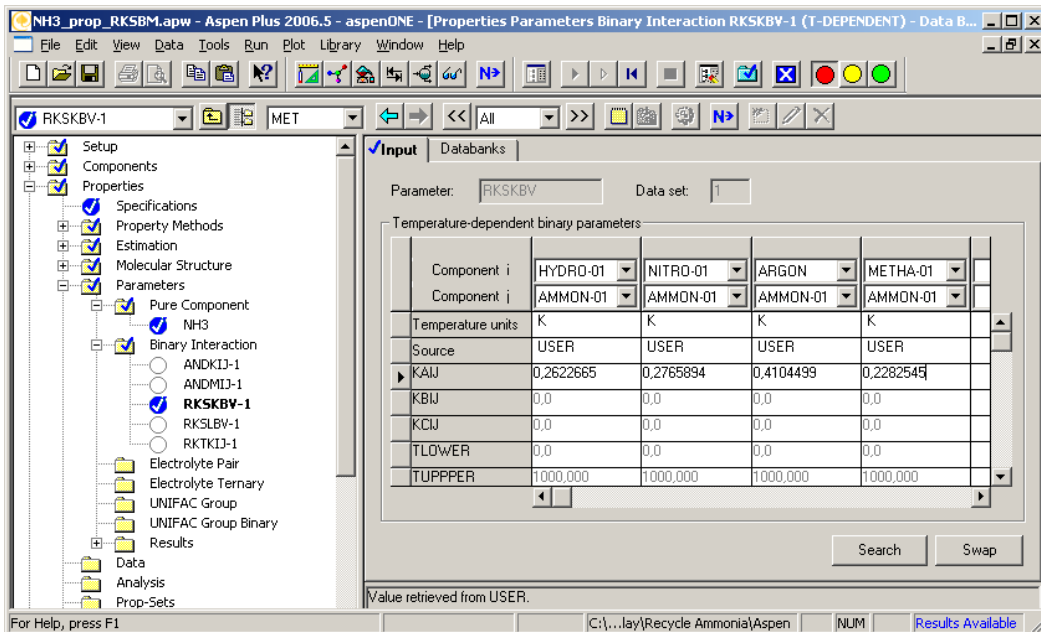 NH3_prop_RKSBM.apw - Aspen Plus 2006.5 - aspenONE - [Properties Parameters Binary Interaction RKSKBV-1 (T-DEPENDENT) - Data B...
File Edit View Data Tools Run Plot Library Window Help
N»
RKSKBV-1 MET << All >> N»
Setup
Components
Properties
Specifications
Property Methods
Estimation
Molecular Structure
Parameters
Pure Component
NH3
Binary Interaction
ANDKIJ-1
ANDMIJ-1
RKSKBV-1
RKSLBV-1
RKTKIJ-1
Electrolyte Pair
Electrolyte Ternary
UNIFAC Group
UNIFAC Group Binary
Results
Data
Analysis
Prop-Sets
Input Databanks
Parameter: RKSKBV Data set: 1
Temperature-dependent binary parameters
Component i HYDRO-01 NITRO-01 ARGON METHA-01
Component j AMMON-01 AMMON-01 AMMON-01 AMMON-01
Temperature units K K K K
Source USER USER USER USER
KAIJ 0,2622665 0,2765894 0,4104499 0,2282545
KBIJ 0,0 0,0 0,0 0,0
KCIJ 0,0 0,0 0,0 0,0
TLOWER 0,0 0,0 0,0 0,0
TUPPPER 1000,000 1000,000 1000,000 1000,000
Search Swap
Value retrieved from USER.
For Help, press F1 C:\...lay\Recycle Ammonia\Aspen NUM Results Available